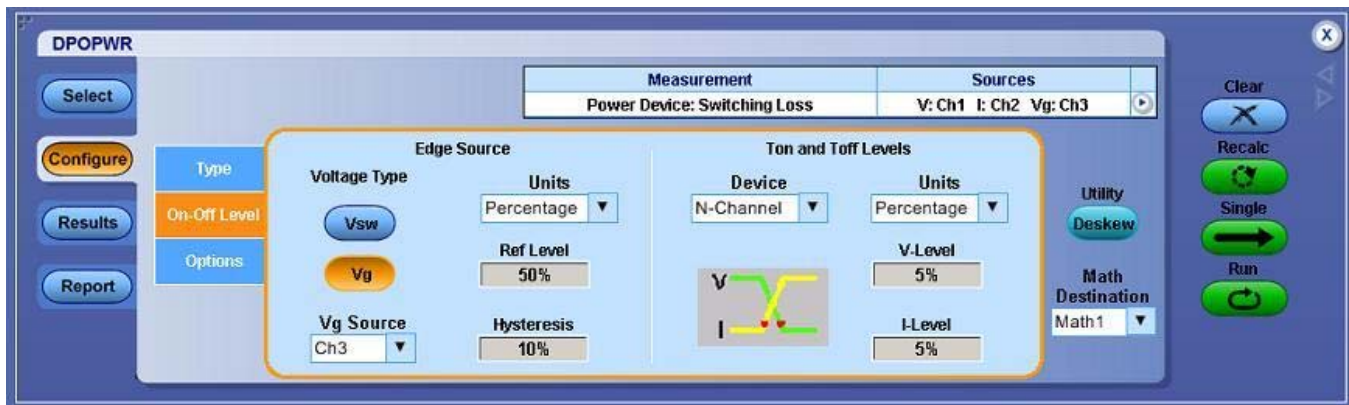 DPOPWR
Select
Configure
Results
Report
Measurement Sources
Power Device: Switching Loss V: Ch1 I: Ch2 Vg: Ch3
Type
On-Off Level
Options
Edge Source
Voltage Type
Vsw
Vg
Vg Source
Ch3
Units
Percentage
Ref Level
50%
Hysteresis
10%
Ton and Toff Levels
Device
N-Channel
V
I
Units
Percentage
V-Level
5%
I-Level
5%
Utility
Deskew
Math
Destination
Math1
X
Clear
Recalc
Single
Run